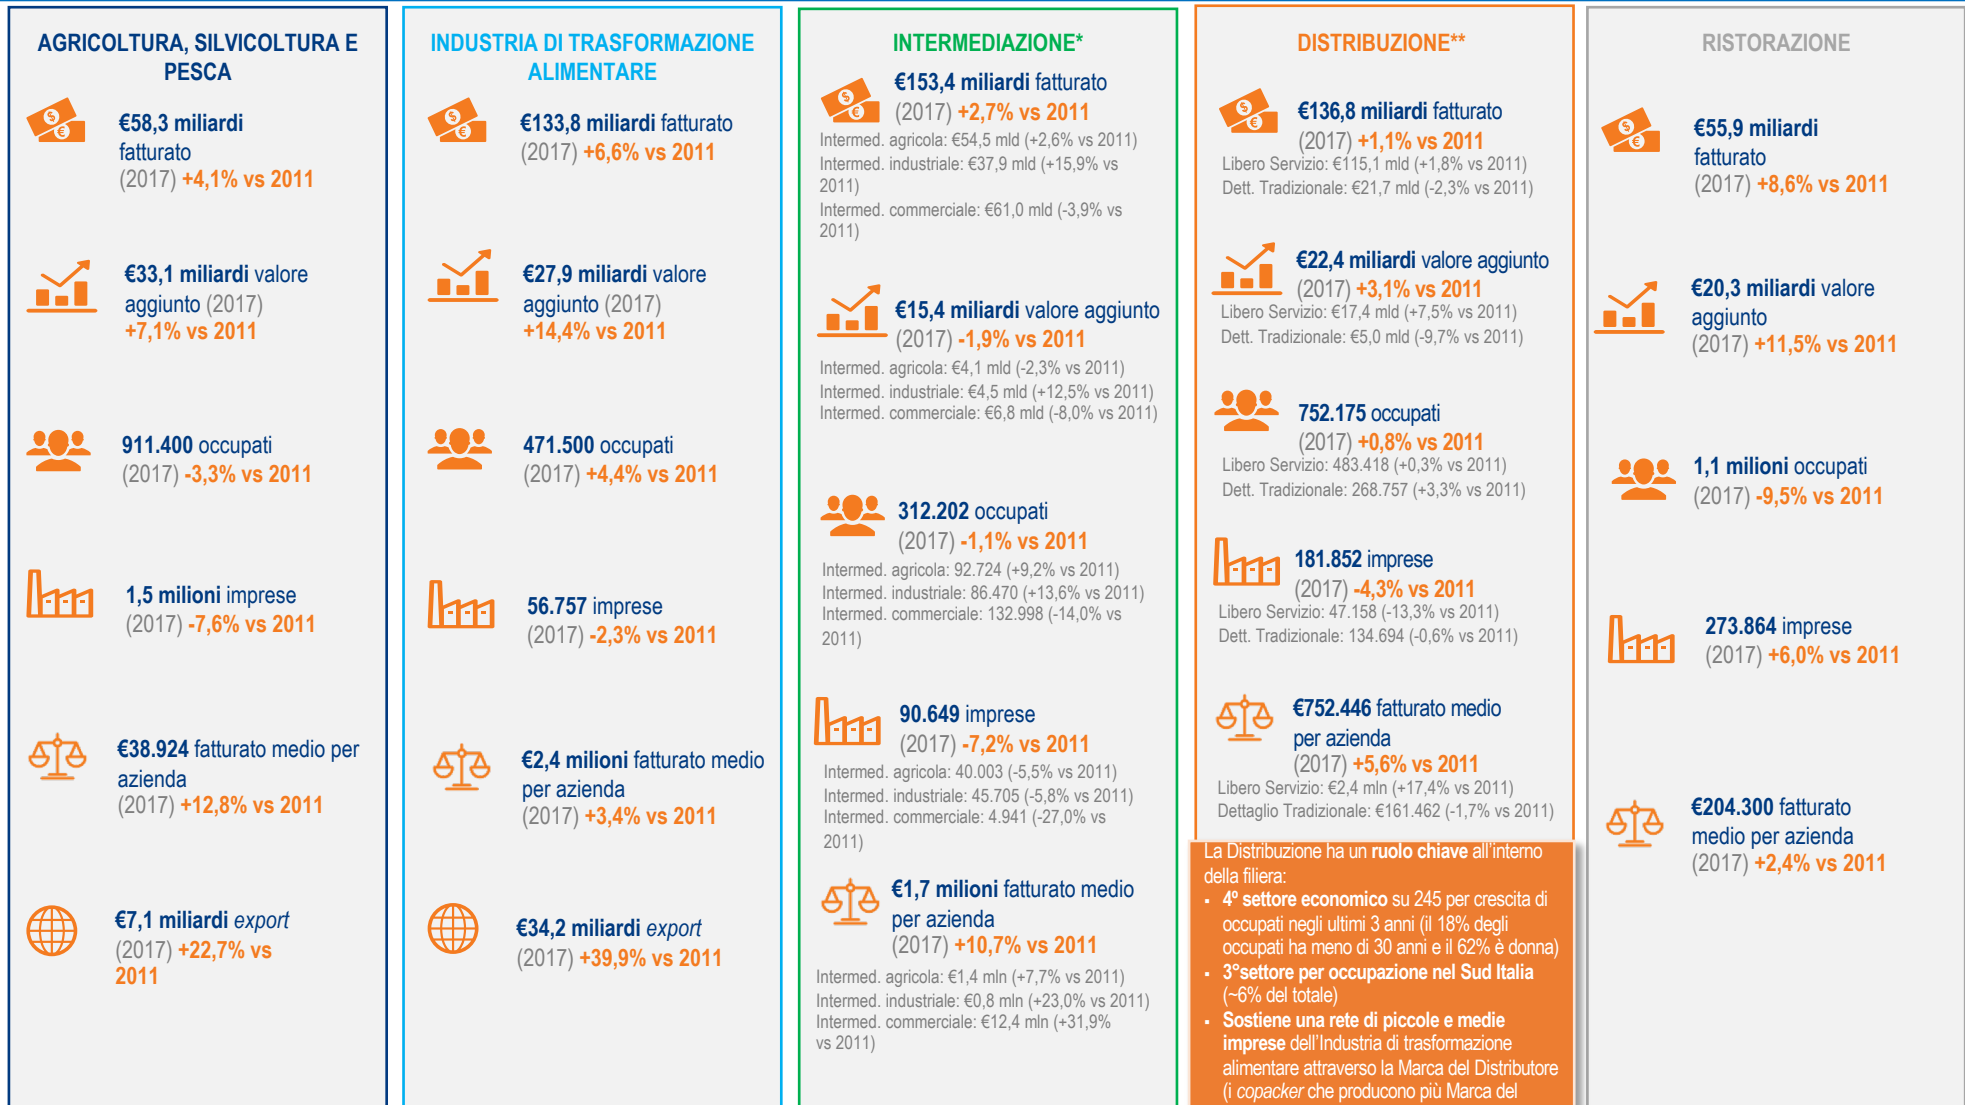 AGRICOLTURA, SILVICOLTURA E
PESCA
€58,3 miliardi
fatturato
(2017) +4,1% vs 2011
€33,1 miliardi valore
aggiunto (2017)
+7,1% vs 2011
911.400 occupati
(2017) -3,3% vs 2011
1,5 milioni imprese
(2017) -7,6% vs 2011
€38.924 fatturato medio per
azienda
(2017) +12,8% vs 2011
€7,1 miliardi export
(2017) +22,7% vs
2011
INDUSTRIA DI TRASFORMAZIONE
ALIMENTARE
€133,8 miliardi fatturato
(2017) +6,6% vs 2011
€27,9 miliardi valore
aggiunto (2017)
+14,4% vs 2011
471.500 occupati
(2017) +4,4% vs 2011
56.757 imprese
(2017) -2,3% vs 2011
€2,4 milioni fatturato medio
per azienda
(2017) +3,4% vs 2011
€34,2 miliardi export
(2017) +39,9% vs 2011
INTERMEDIAZIONE*
€153,4 miliardi fatturato
(2017) +2,7% vs 2011
Intermed. agricola: €54,5 mld (+2,6% vs 2011)
Intermed. industriale: €37,9 mld (+15,9% vs
2011)
Intermed. commerciale: €61,0 mld (-3,9% vs
2011)
€15,4 miliardi valore aggiunto
(2017) -1,9% vs 2011
Intermed. agricola: €4,1 mld (-2,3% vs 2011)
Intermed. industriale: €4,5 mld (+12,5% vs 2011)
Intermed. commerciale: €6,8 mld (-8,0% vs 2011)
312.202 occupati
(2017) -1,1% vs 2011
Intermed. agricola: 92.724 (+9,2% vs 2011)
Intermed. industriale: 86.470 (+13,6% vs 2011)
Intermed. commerciale: 132.998 (-14,0% vs
2011)
90.649 imprese
(2017) -7,2% vs 2011
Intermed. agricola: 40.003 (-5,5% vs 2011)
Intermed. industriale: 45.705 (-5,8% vs 2011)
Intermed. commerciale: 4.941 (-27,0% vs
2011)
€1,7 milioni fatturato medio
per azienda
(2017) +10,7% vs 2011
Intermed. agricola: €1,4 mln (+7,7% vs 2011)
Intermed. industriale: €0,8 mln (+23,0% vs 2011)
Intermed. commerciale: €12,4 mln (+31,9%
vs 2011)
DISTRIBUZIONE**
€136,8 miliardi fatturato
(2017) +1,1% vs 2011
Libero Servizio: €115,1 mld (+1,8% vs 2011)
Dett. Tradizionale: €21,7 mld (-2,3% vs 2011)
€22,4 miliardi valore aggiunto
(2017) +3,1% vs 2011
Libero Servizio: €17,4 mld (+7,5% vs 2011)
Dett. Tradizionale: €5,0 mld (-9,7% vs 2011)
752.175 occupati
(2017) +0,8% vs 2011
Libero Servizio: 483.418 (+0,3% vs 2011)
Dett. Tradizionale: 268.757 (+3,3% vs 2011)
181.852 imprese
(2017) -4,3% vs 2011
Libero Servizio: 47.158 (-13,3% vs 2011)
Dett. Tradizionale: 134.694 (-0,6% vs 2011)
€752.446 fatturato medio
per azienda
(2017) +5,6% vs 2011
Libero Servizio: €2,4 mln (+17,4% vs 2011)
Dettaglio Tradizionale: €161.462 (-1,7% vs 2011)
La Distribuzione ha un ruolo chiave all'interno
della filiera:
▪ 4º settore economico su 245 per crescita di
occupati negli ultimi 3 anni (il 18% degli
occupati ha meno di 30 anni e il 62% è donna)
▪ 3°settore per occupazione nel Sud Italia
(~6% del totale)
▪ Sostiene una rete di piccole e medie
imprese dell'Industria di trasformazione
alimentare attraverso la Marca del Distributore
(i copacker che producono più Marca del
RISTORAZIONE
€55,9 miliardi
fatturato
(2017) +8,6% vs 2011
€20,3 miliardi valore
aggiunto
(2017) +11,5% vs 2011
1,1 milioni occupati
(2017) -9,5% vs 2011
273.864 imprese
(2017) +6,0% vs 2011
€204.300 fatturato
medio per azienda
(2017) +2,4% vs 2011